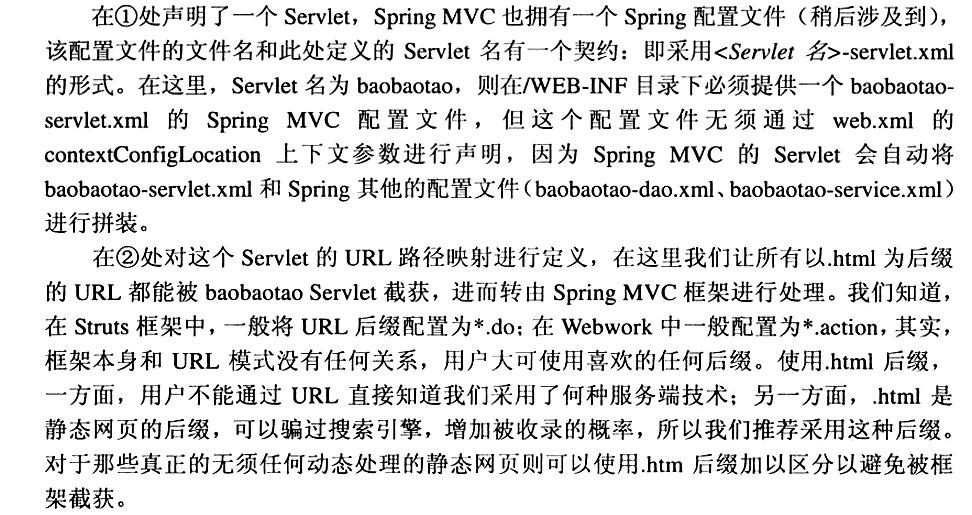 在①处声明了一个 Servlet，Spring MVC 也拥有一个 Spring 配置文件（稍后涉及到），
该配置文件的文件名和此处定义的 Servlet 名有一个契约：即采用<Servlet 名>-servlet.xml
的形式。在这里，Servlet 名为 baobaotao，则在/WEB-INF 目录下必须提供一个 baobaotao-
servlet.xml 的 Spring MVC 配置文件，但这个配置文件无须通过 web.xml 的
contextConfigLocation 上下文参数进行声明，因为 Spring MVC 的 Servlet 会自动将
baobaotao-servlet.xml 和 Spring 其他的配置文件（baobaotao-dao.xml、baobaotao-service.xml）
进行拼装。
在②处对这个 Servlet 的 URL 路径映射进行定义，在这里我们让所有以.html 为后缀
的 URL 都能被 baobaotao Servlet 截获，进而转由 Spring MVC 框架进行处理。我们知道，
在 Struts 框架中，一般将 URL 后缀配置为*.do；在 Webwork 中一般配置为*.action，其实，
框架本身和 URL 模式没有任何关系，用户大可使用喜欢的任何后缀。使用.html 后缀，
一方面，用户不能通过 URL 直接知道我们采用了何种服务端技术；另一方面，.html 是
静态网页的后缀，可以骗过搜索引擎，增加被收录的概率，所以我们推荐采用这种后缀。
对于那些真正的无须任何动态处理的静态网页则可以使用.htm 后缀加以区分以避免被框
架截获。